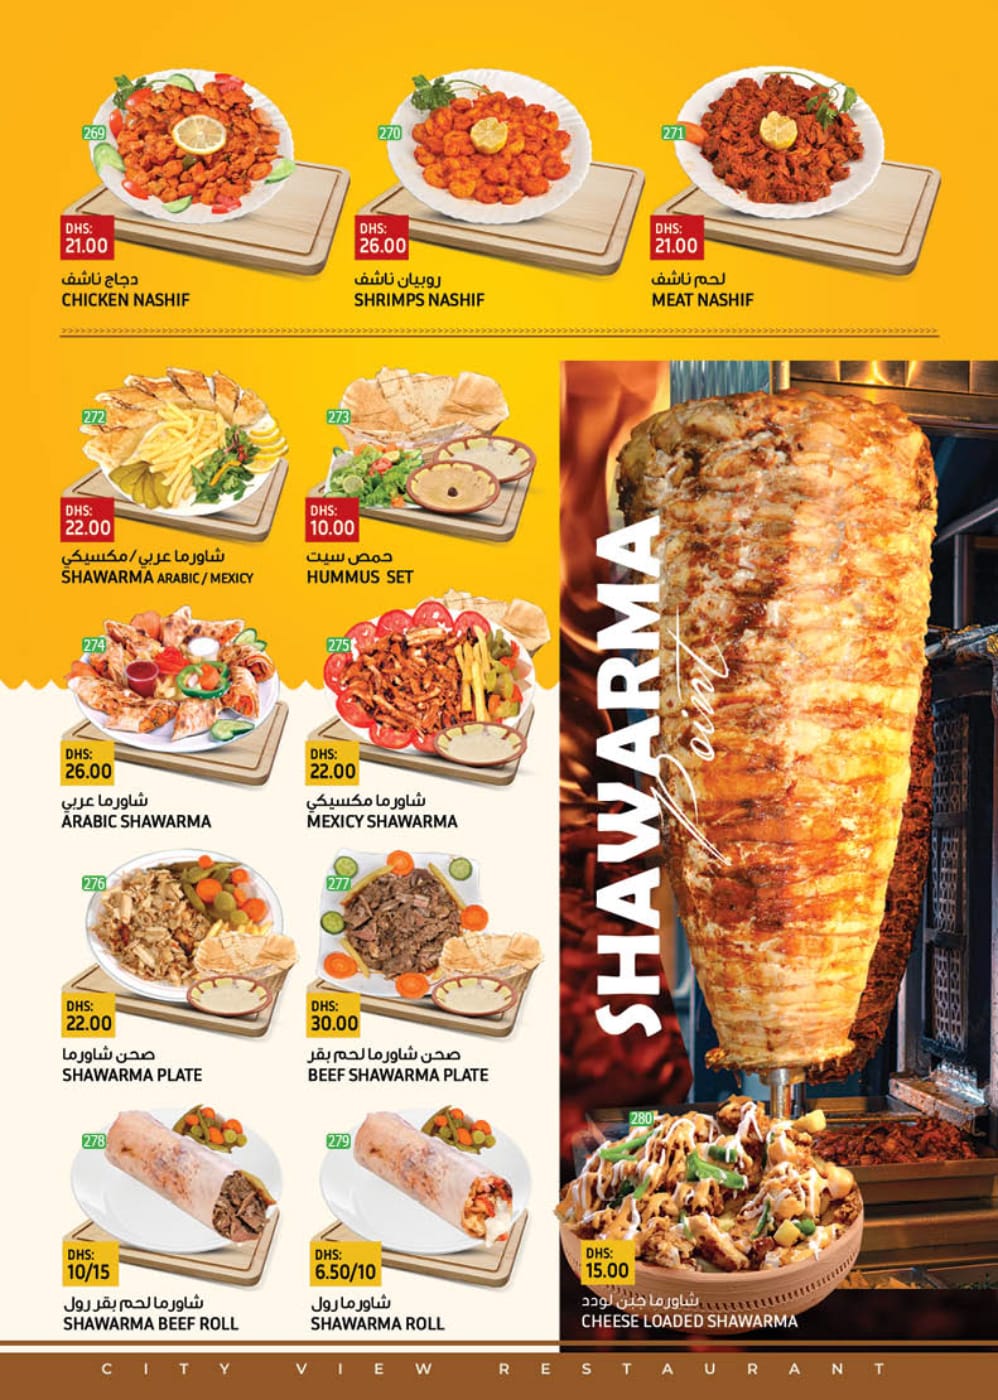 269
DHS:
21.00
دجاج ناشف
CHICKEN NASHIF
270
DHS:
26.00
روبيان ناشف
SHRIMPS NASHIF
271
DHS:
21.00
لحم ناشف
MEAT NASHIF
272
DHS:
22.00
شاورما عربي/مكسيكي
SHAWARMA ARABIC / MEXICY
273
DHS:
10.00
حمص سيت
HUMMUS SET
274
DHS:
26.00
شاورما عربي
ARABIC SHAWARMA
275
DHS:
22.00
شاورما مكسيكي
MEXICY SHAWARMA
276
DHS:
22.00
صحن شاورما
SHAWARMA PLATE
277
DHS:
30.00
صحن شاورما لحم بقر
BEEF SHAWARMA PLATE
278
DHS:
10/15
شاورما لحم بقر رول
SHAWARMA BEEF ROLL
279
DHS:
6.50/10
شاورما رول
SHAWARMA ROLL
SHAWARMA
Point
280
DHS:
15.00
شاورما جبن لودد
CHEESE LOADED SHAWARMA
CITY VIEW RESTAURANT